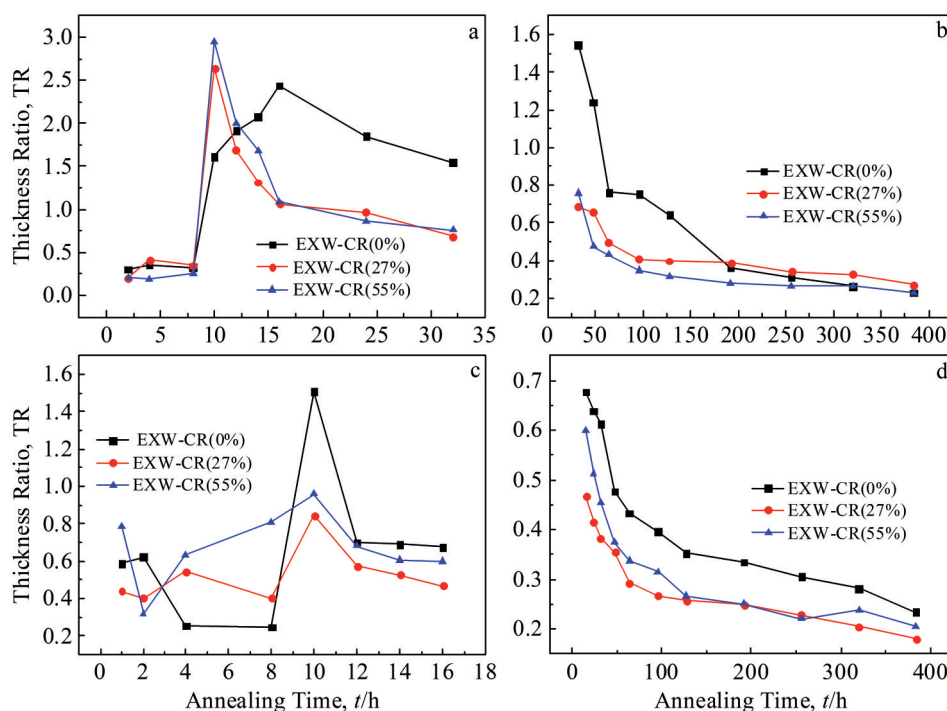 a
Thickness Ratio, TR
3.0
2.5
2.0
1.5
1.0
0.5
0.0
EXW-CR(0%)
EXW-CR(27%)
EXW-CR(55%)
0 5 10 15 20 25 30 35
b
1.6
1.4
1.2
1.0
0.8
0.6
0.4
0.2
EXW-CR(0%)
EXW-CR(27%)
EXW-CR(55%)
0 50 100 150 200 250 300 350 400
c
Thickness Ratio, TR
1.6
1.4
1.2
1.0
0.8
0.6
0.4
0.2
EXW-CR(0%)
EXW-CR(27%)
EXW-CR(55%)
0 2 4 6 8 10 12 14 16 18
Annealing Time, t/h
d
0.7
0.6
0.5
0.4
0.3
0.2
EXW-CR(0%)
EXW-CR(27%)
EXW-CR(55%)
0 50 100 150 200 250 300 350 400
Annealing Time, t/h